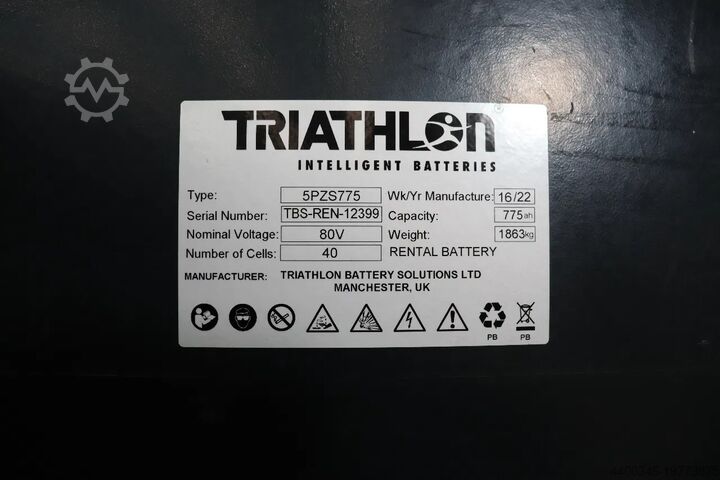 TRIATHLON
INTELLIGENT BATTERIES
Type: 5PZS775 Wk/Yr Manufacture: 16/22
Serial Number: TBS-REN-12399 Capacity: 775ah
Nominal Voltage: 80V Weight: 1863kg
Number of Cells: 40 RENTAL BATTERY
MANUFACTURER: TRIATHLON BATTERY SOLUTIONS LTD
MANCHESTER, UK
PB PB